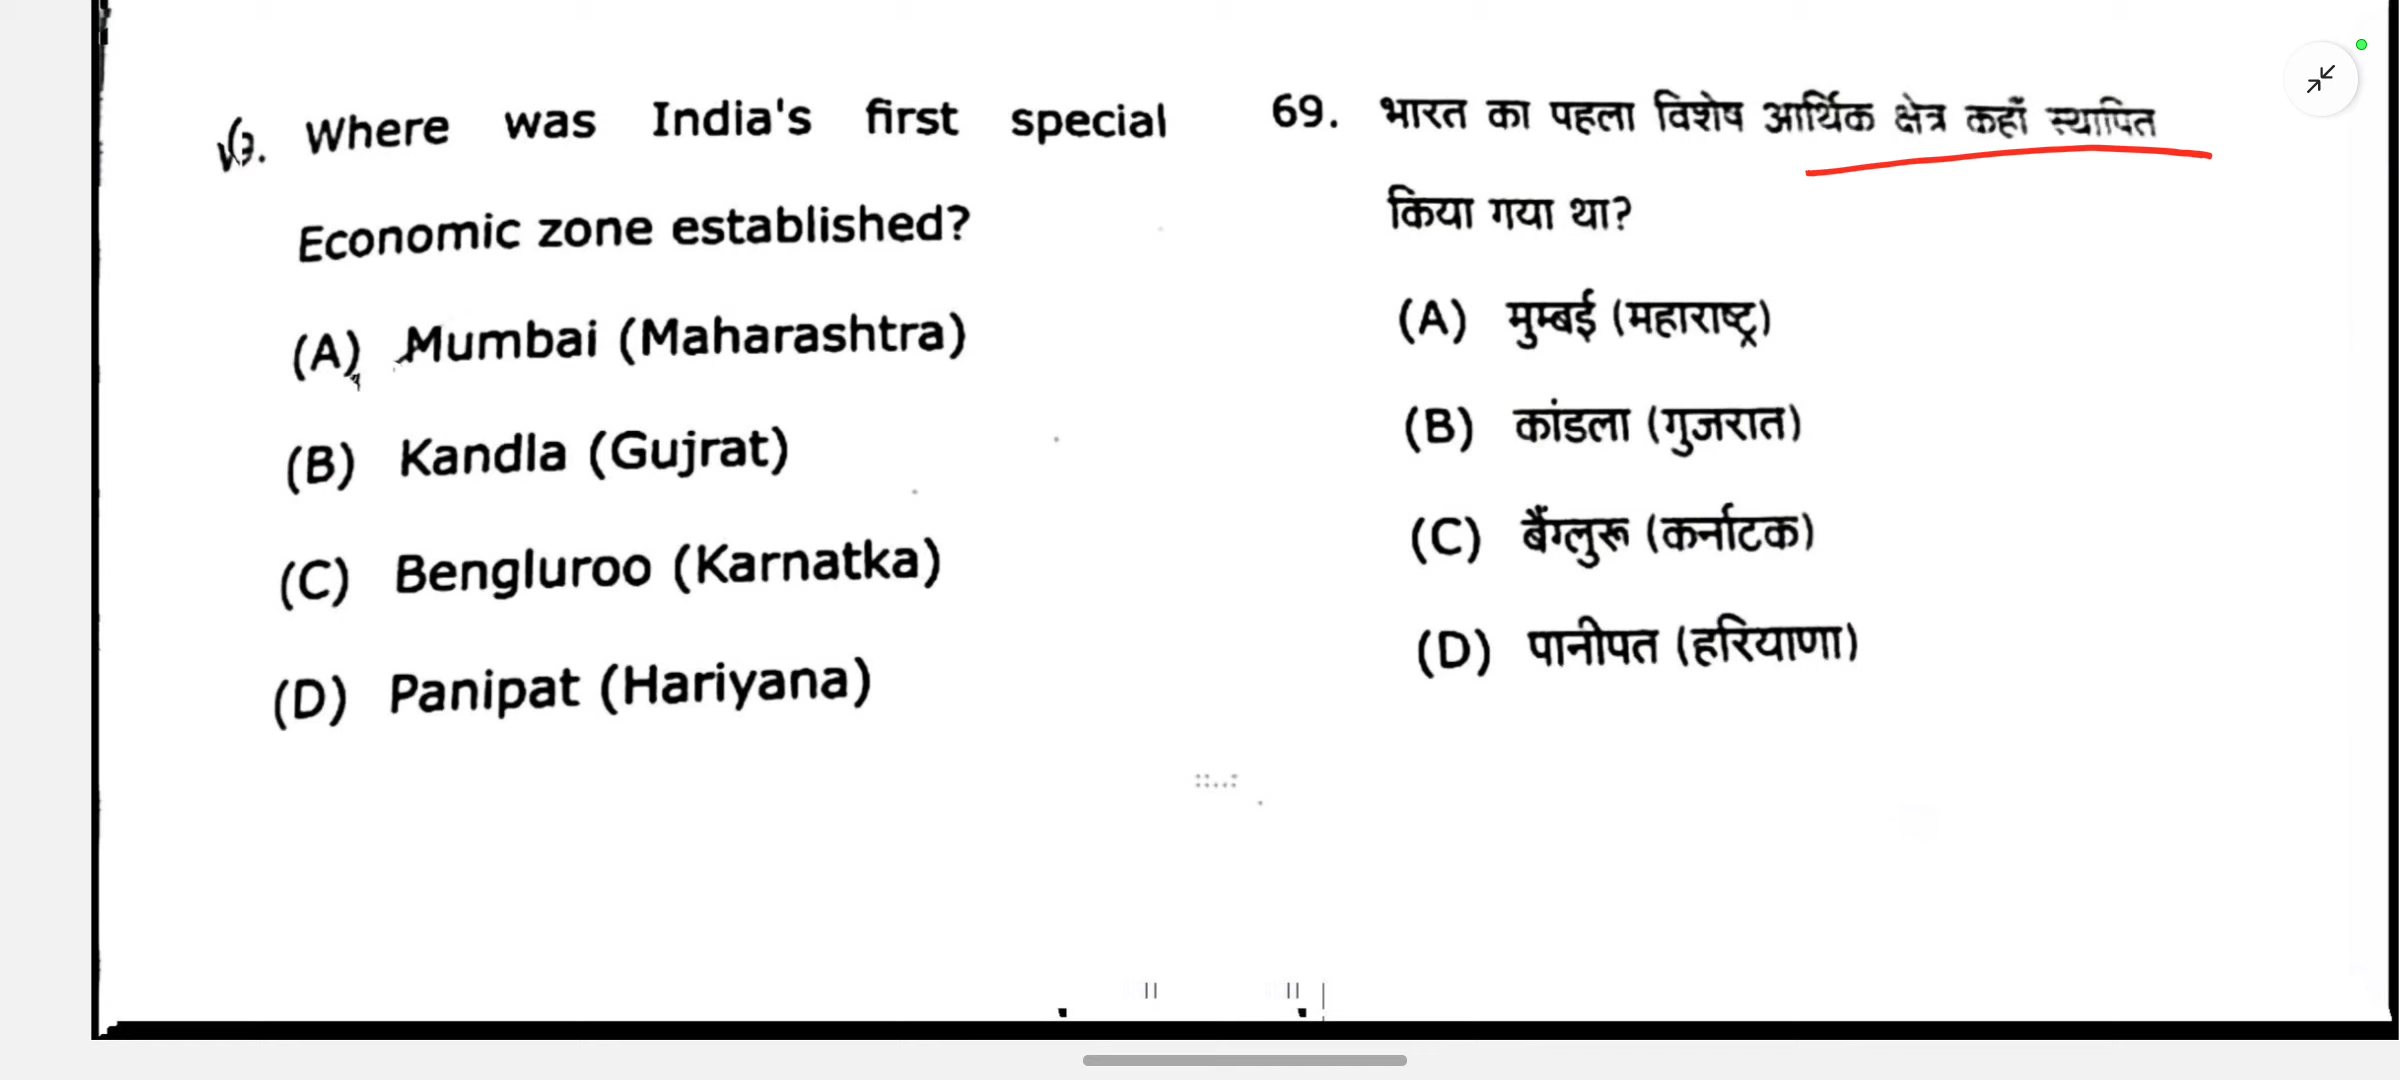 Where was India's first special
Economic zone established?
(A) Mumbai (Maharashtra)
(B) Kandla (Gujrat)
(C) Bengluroo (Karnatka)
(D) Panipat (Hariyana)
69. भारत का पहला विशेष आर्थिक क्षेत्र कहाँ स्थापित
किया गया था?
(A) मुम्बई (महाराष्ट्र)
(B) कांडला (गुजरात)
(C) बैंग्लुरू (कर्नाटक)
(D) पानीपत (हरियाणा)